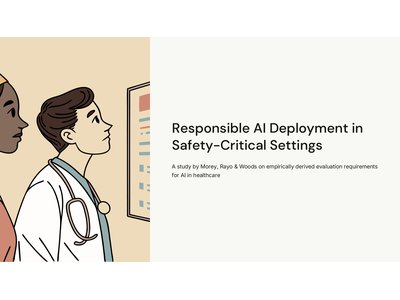 Responsible AI Deployment in
Safety-Critical Settings
A study by Morey, Rayo & Woods on empirically derived evaluation requirements
for AI in healthcare